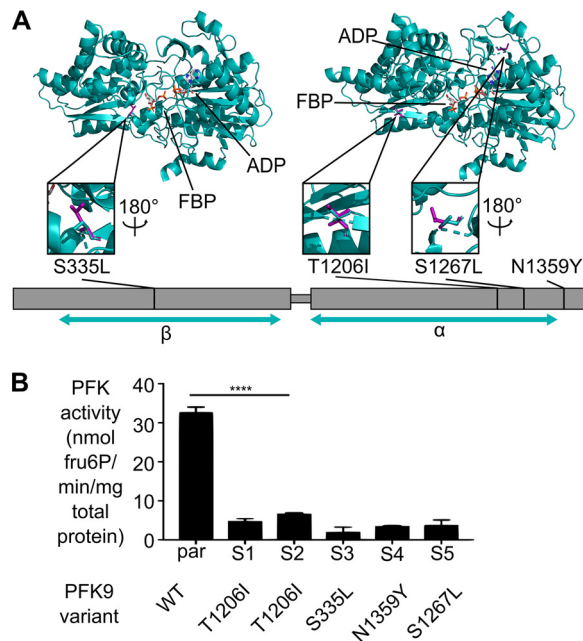 A
ADP
FBP
FBP
ADP
180°
180°
S335L
T1206I
S1267L
N1359Y
β
α
B
PFK
activity
(nmol
fru6P/
min/mg
total
protein)
40
30
20
10
0
****
par S1 S2 S3 S4 S5
PFK9
variant
WT
T1206I
T1206I
S335L
N1359Y
S1267L